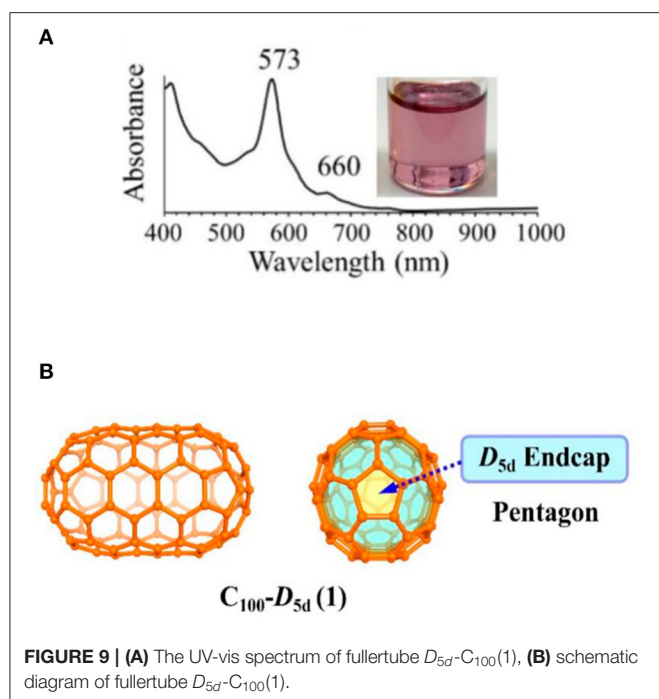 A
573
660
Absorbance
400 500 600 700 800 900 1000
Wavelength (nm)
B
D5d Endcap
Pentagon
C100-D5d (1)
FIGURE 9 | (A) The UV-vis spectrum of fullertube D5d-C100(1), (B) schematic
diagram of fullertube D5d-C100(1).